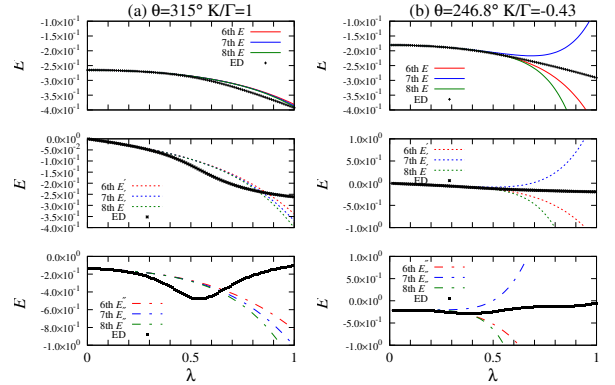 (a) θ=315° K/Γ=1
(b) θ=246.8° K/Γ=-0.43
E
-1.0×10⁻¹
-1.5×10⁻¹
-2.0×10⁻¹
-2.5×10⁻¹
-3.0×10⁻¹
-3.5×10⁻¹
-4.0×10⁻¹
6th E
7th E
8th E
ED
E
-1.0×10⁻¹
-1.5×10⁻¹
-2.0×10⁻¹
-2.5×10⁻¹
-3.0×10⁻¹
-3.5×10⁻¹
-4.0×10⁻¹
6th E
7th E
8th E
ED
E
0.0×10⁰
-5.0×10⁻²
-1.0×10⁻¹
-1.5×10⁻¹
-2.0×10⁻¹
-2.5×10⁻¹
-3.0×10⁻¹
-3.5×10⁻¹
-4.0×10⁻¹
6th E
7th E
8th E
ED
E
1.0×10⁰
5.0×10⁻¹
0.0×10⁰
-5.0×10⁻¹
-1.0×10⁰
6th E
7th E
8th E
ED
E
0.0×10⁰
-2.0×10⁻¹
-4.0×10⁻¹
-6.0×10⁻¹
-8.0×10⁻¹
-1.0×10⁰
6th E
7th E
8th E
ED
0
0.5
1
λ
E
1.0×10⁰
5.0×10⁻¹
0.0×10⁰
-5.0×10⁻¹
-1.0×10⁰
6th E
7th E
8th E
ED
0
0.5
1
λ